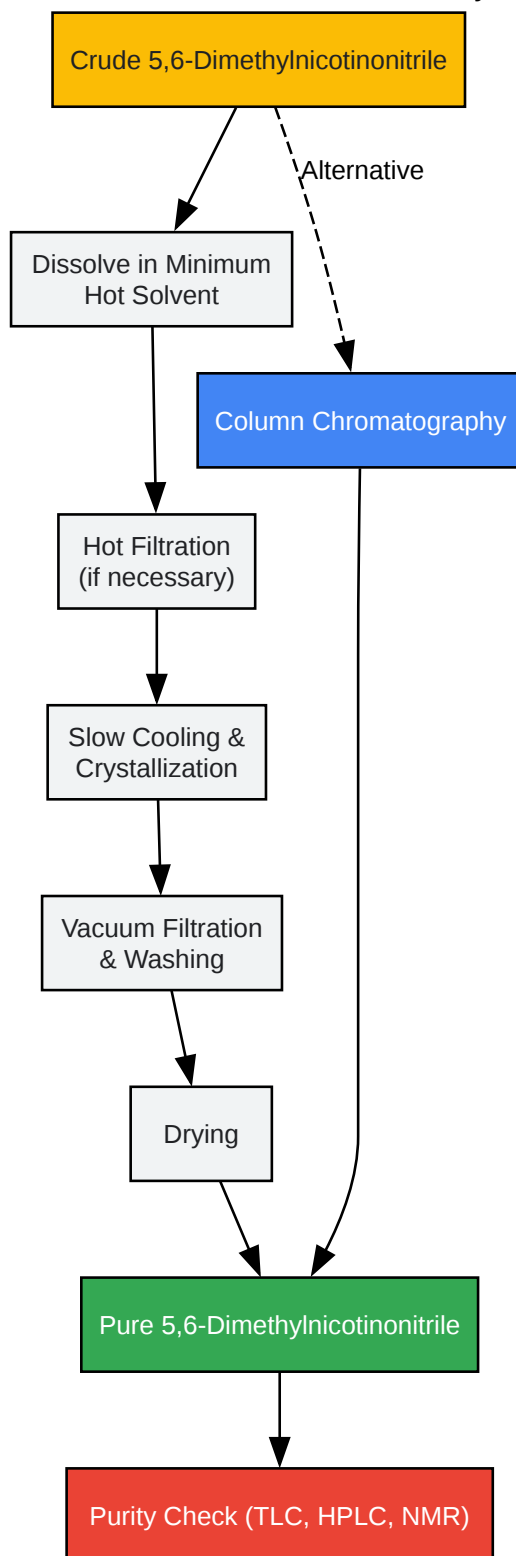 Crude 5,6-Dimethylnicotinonitrile
Alternative
Dissolve in Minimum
Hot Solvent
Column Chromatography
Hot Filtration
(if necessary)
Slow Cooling &
Crystallization
Vacuum Filtration
& Washing
Drying
Pure 5,6-Dimethylnicotinonitrile
Purity Check (TLC, HPLC, NMR)